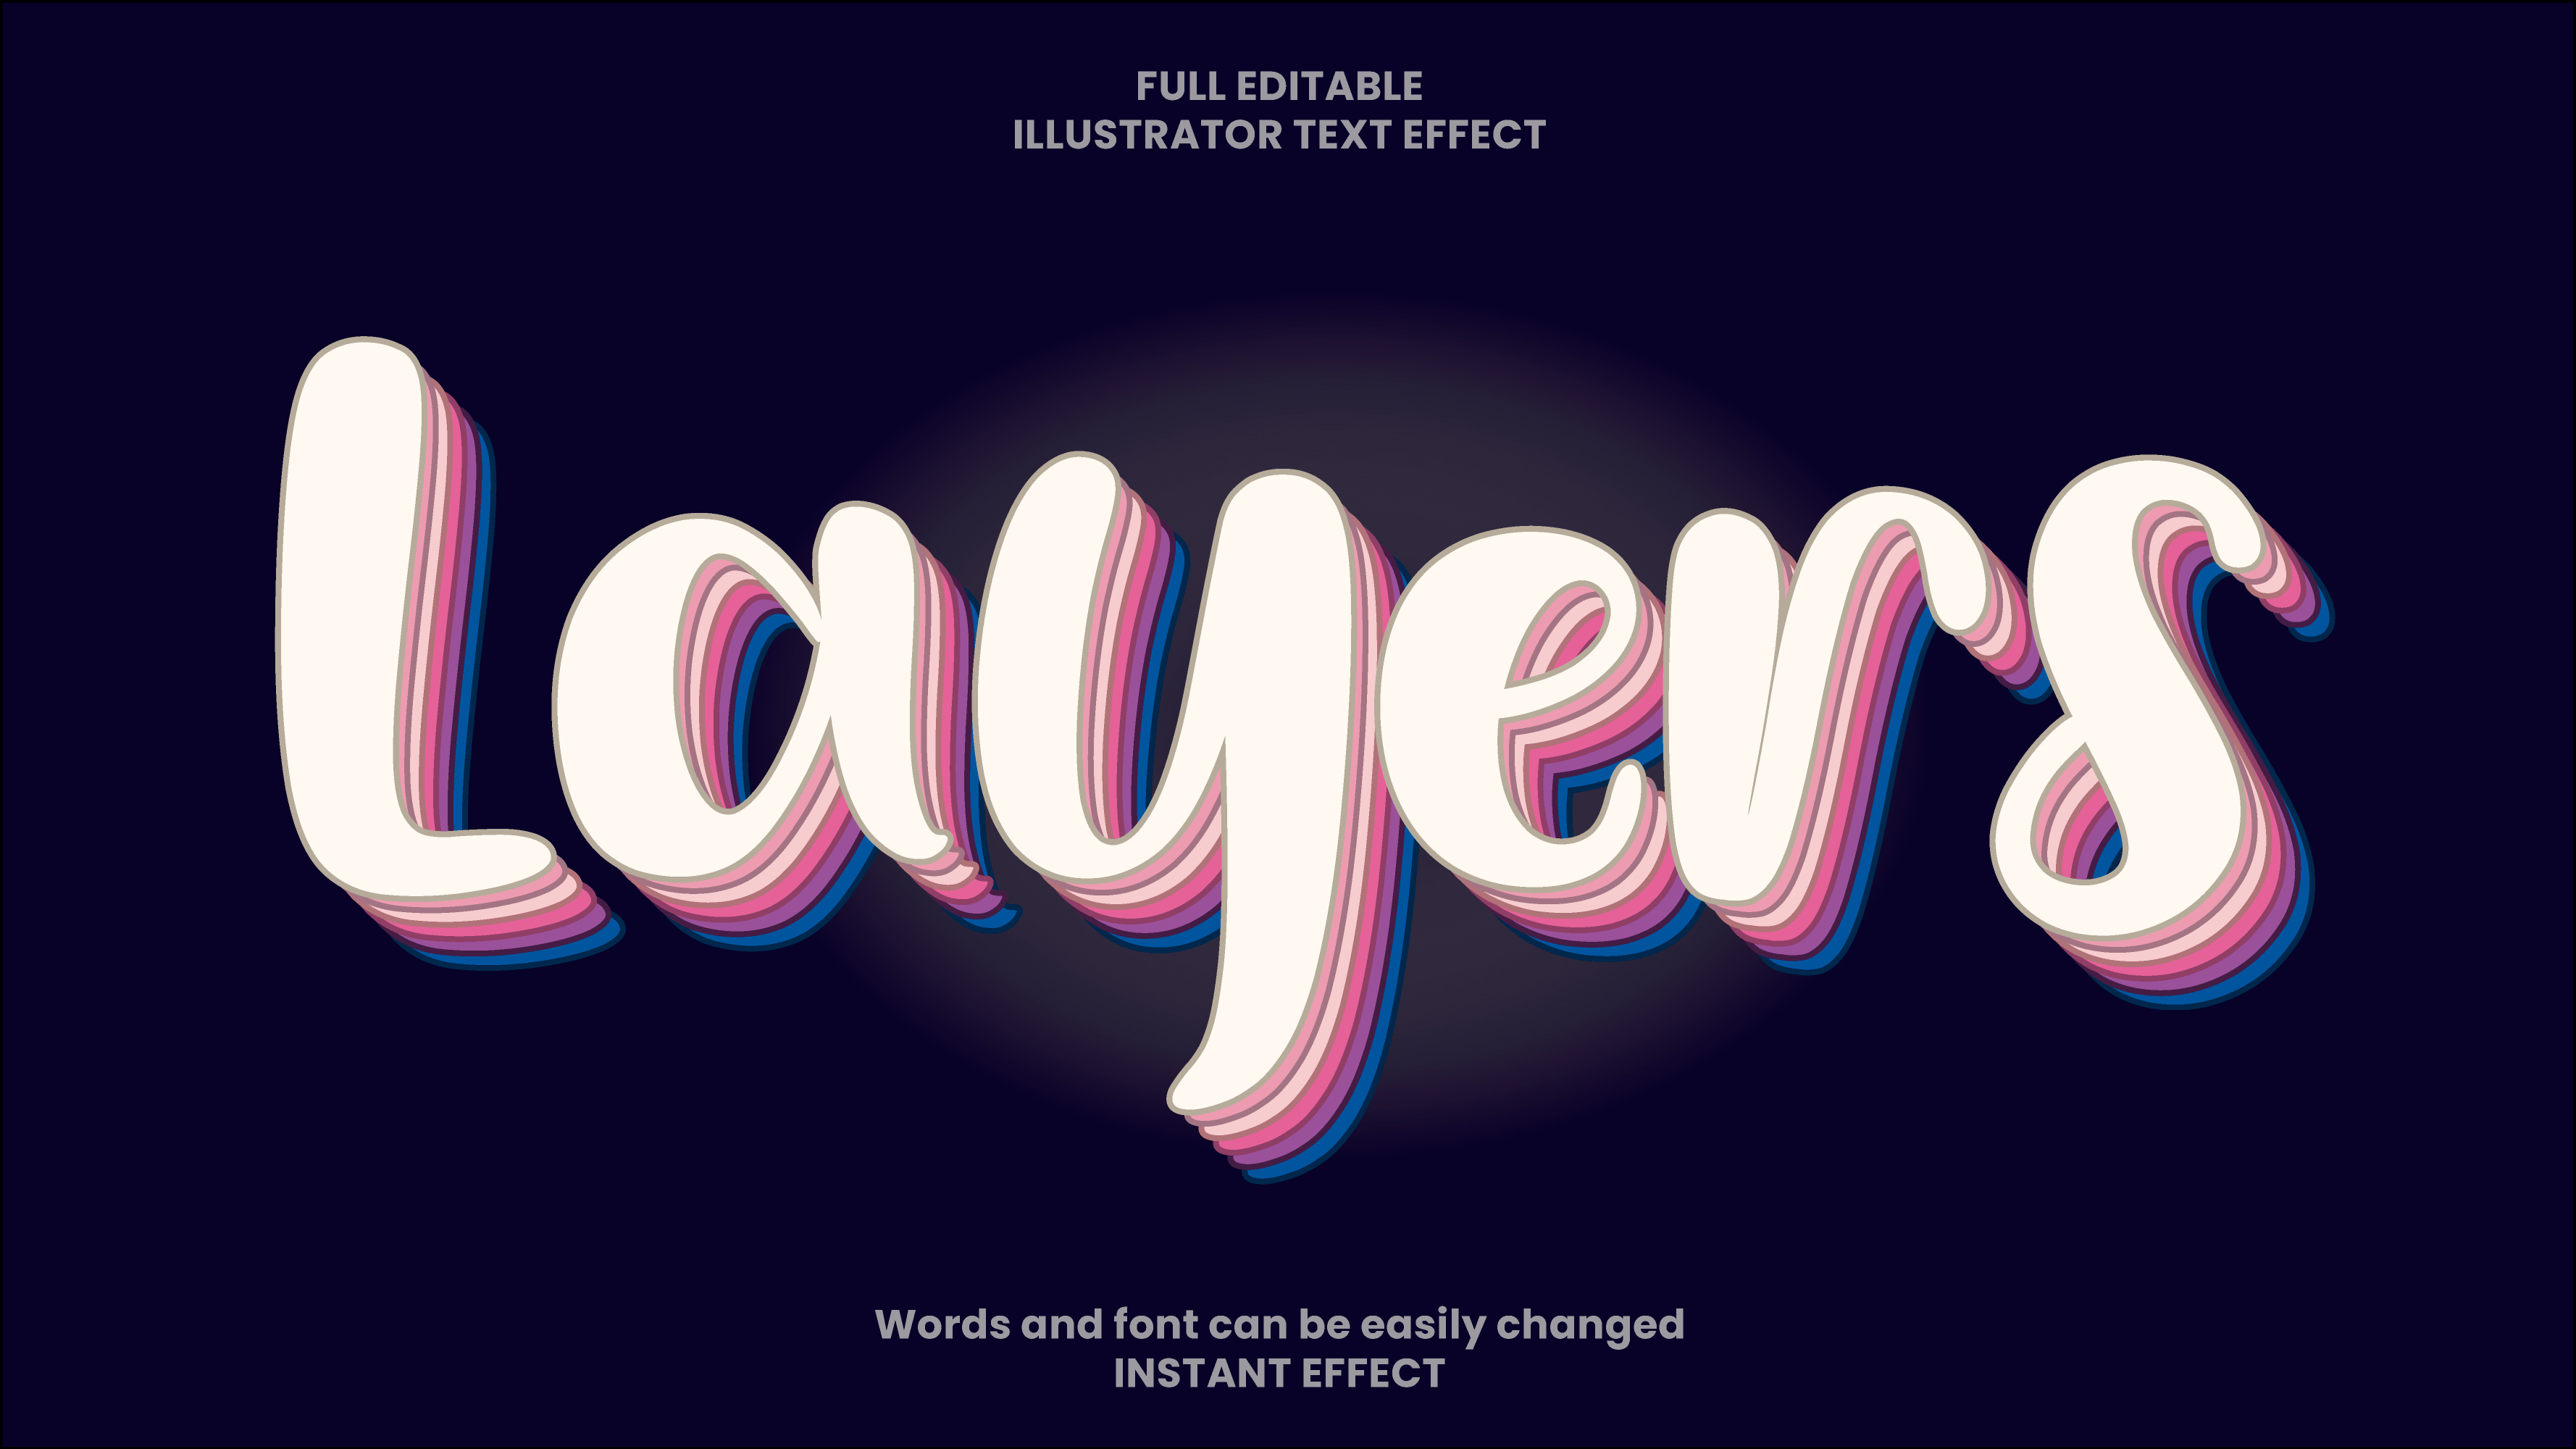 FULL EDITABLE
ILLUSTRATOR TEXT EFFECT
Layers
Words and font can be easily changed
INSTANT EFFECT